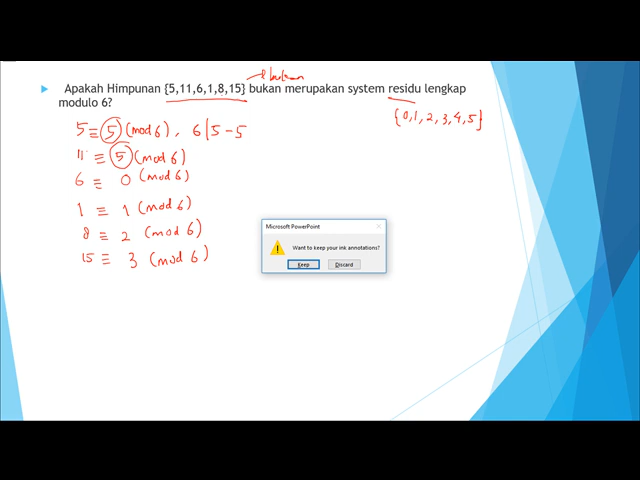 bukan
Apakah Himpunan {5,11,6,1,8,15} bukan merupakan system residu lengkap
modulo 6?
{0,1,2,3,4,5}
5 ≡ 5 (mod 6), 6|5-5
11 ≡ 5 (mod 6)
6 ≡ 0 (mod 6)
1 ≡ 1 (mod 6)
8 ≡ 2 (mod 6)
15 ≡ 3 (mod 6)
Microsoft PowerPoint
Want to keep your ink annotations?
Keep Discard